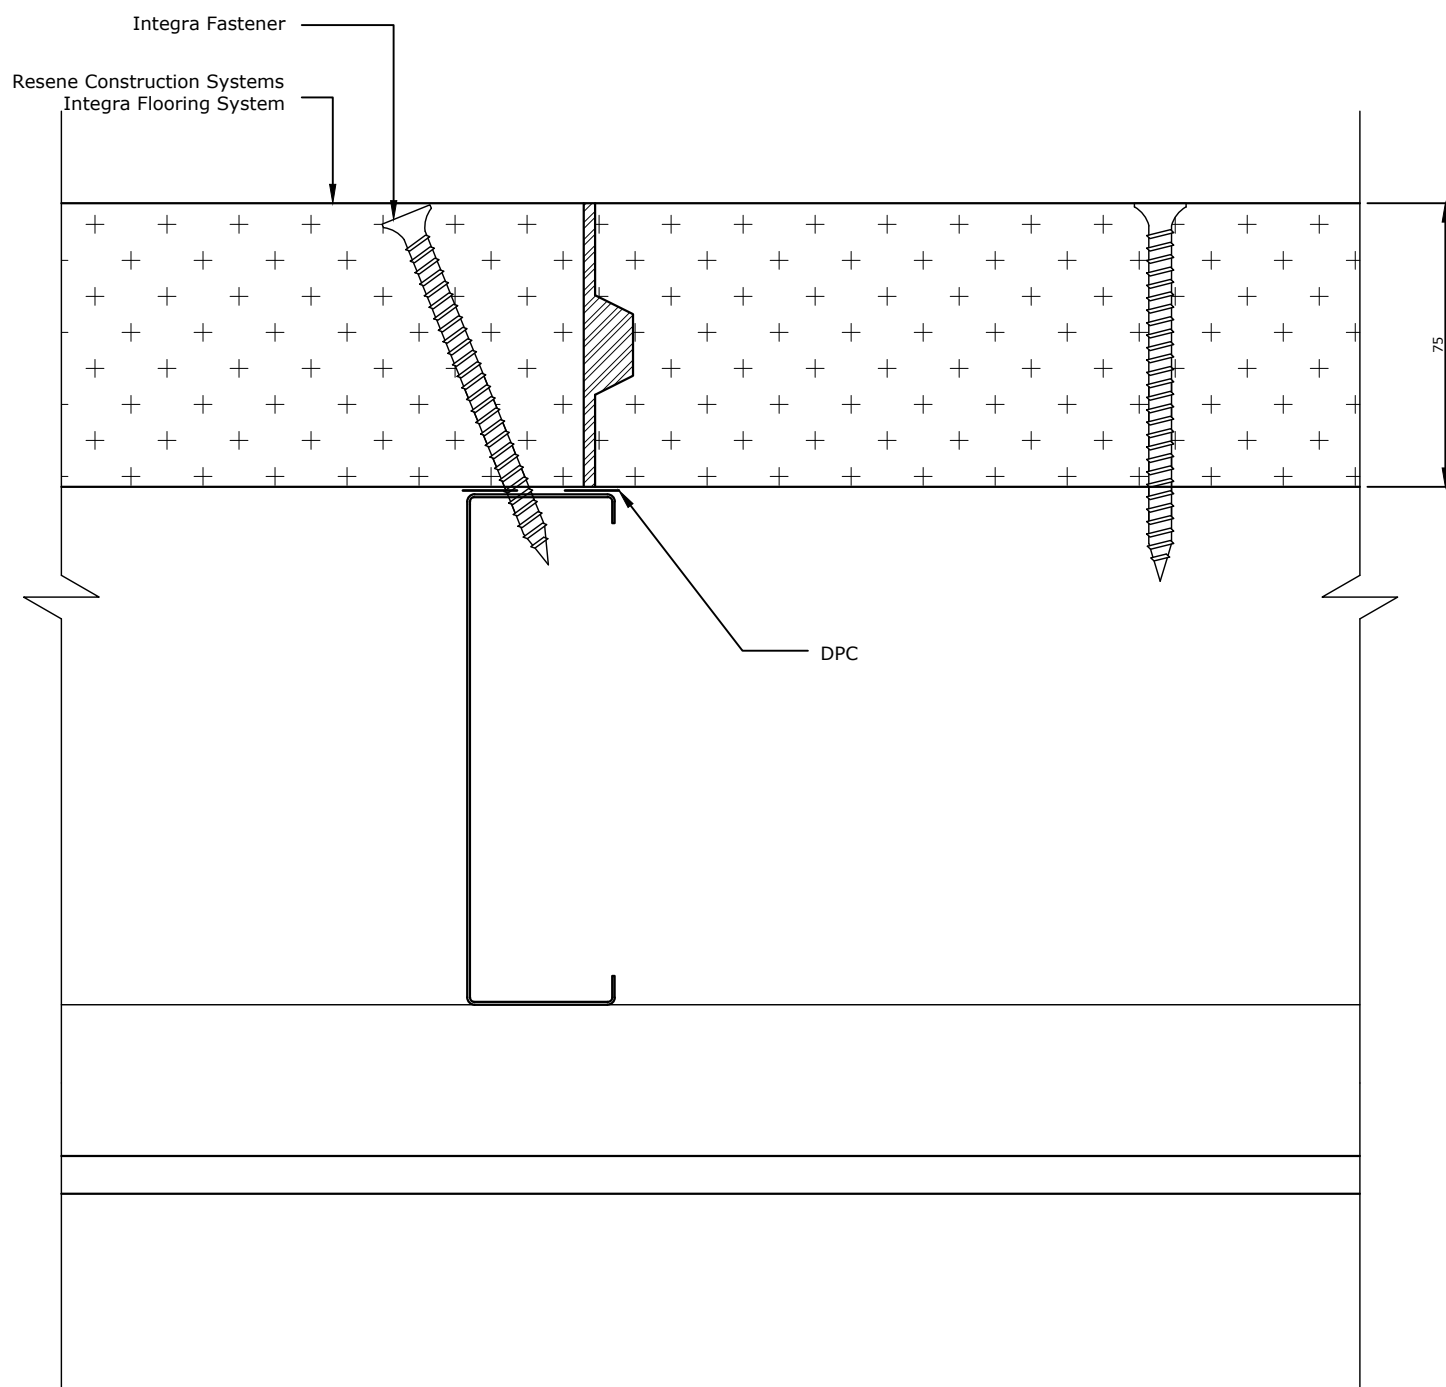 Integra Fastener
Resene Construction Systems
Integra Flooring System
75
DPC